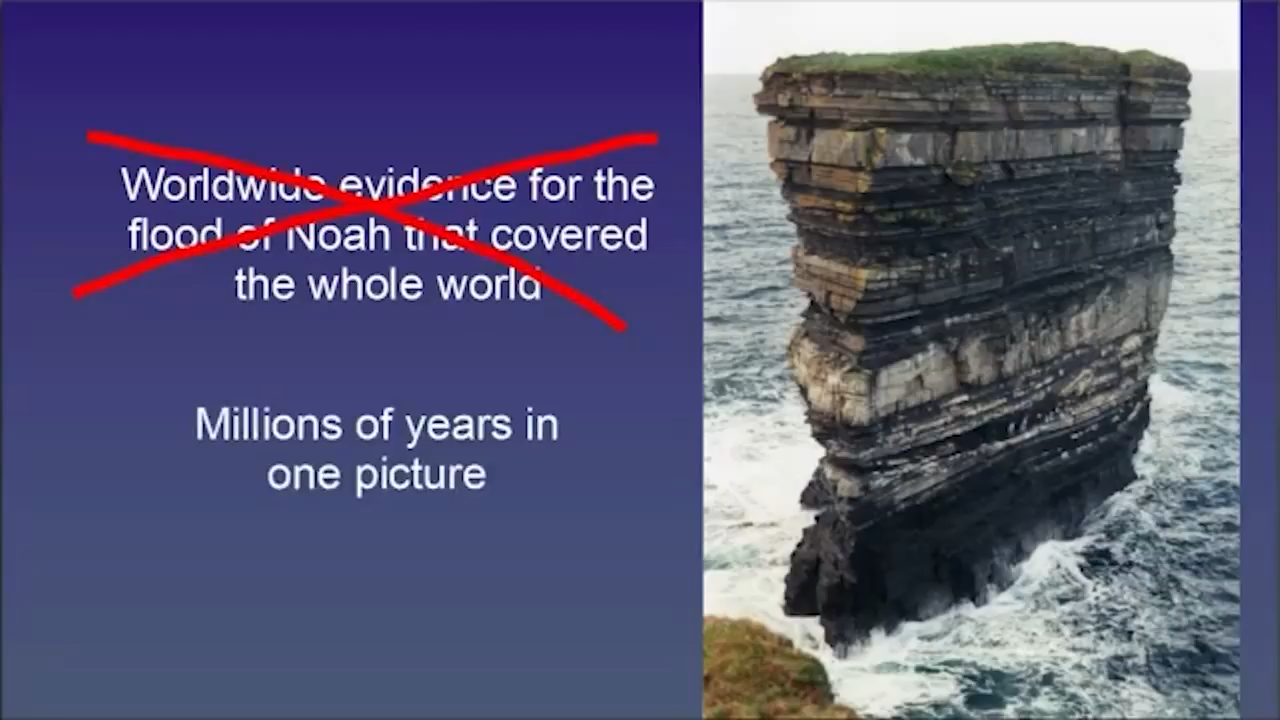 Worldwide evidence for the
flood of Noah that covered
the whole world
Millions of years in
one picture